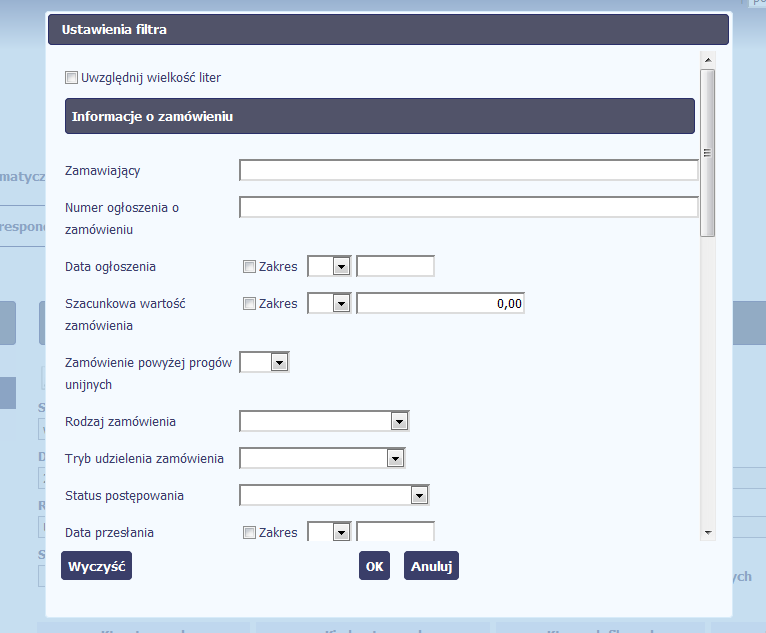 Ustawienia filtra
Uwzględnij wielkość liter
Informacje o zamówieniu
Zamawiający
Numer ogłoszenia o
zamówieniu
Data ogłoszenia Zakres
Szacunkowa wartość Zakres 0,00
zamówienia
Zamówienie powyżej progów
unijnych
Rodzaj zamówienia
Tryb udzielenia zamówienia
Status postępowania
Data przesłania Zakres
Wyczyść OK Anuluj